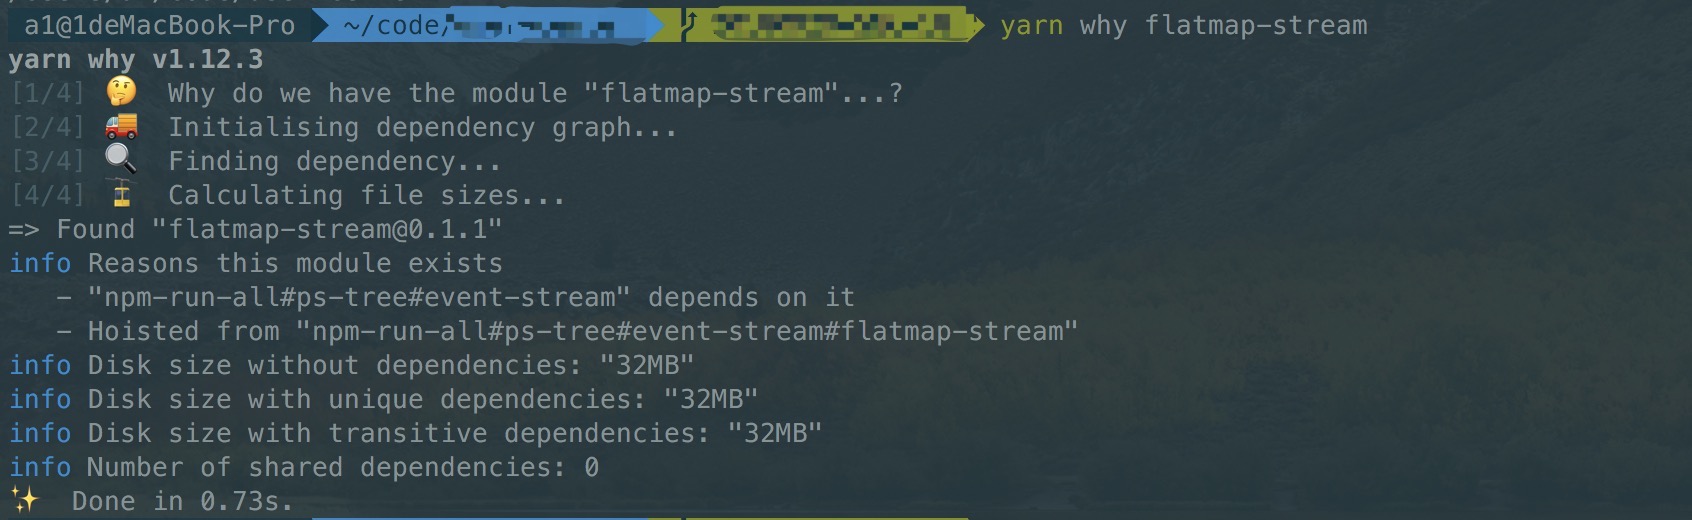 a1@1deMacBook-Pro ~/code/ yarn why flatmap-stream
yarn why v1.12.3
[1/4] 🤔 Why do we have the module "flatmap-stream"...?
[2/4] 🚚 Initialising dependency graph...
[3/4] 🔍 Finding dependency...
[4/4] 🚡 Calculating file sizes...
=> Found "flatmap-stream@0.1.1"
info Reasons this module exists
   - "npm-run-all#ps-tree#event-stream" depends on it
   - Hoisted from "npm-run-all#ps-tree#event-stream#flatmap-stream"
info Disk size without dependencies: "32MB"
info Disk size with unique dependencies: "32MB"
info Disk size with transitive dependencies: "32MB"
info Number of shared dependencies: 0
✨ Done in 0.73s.